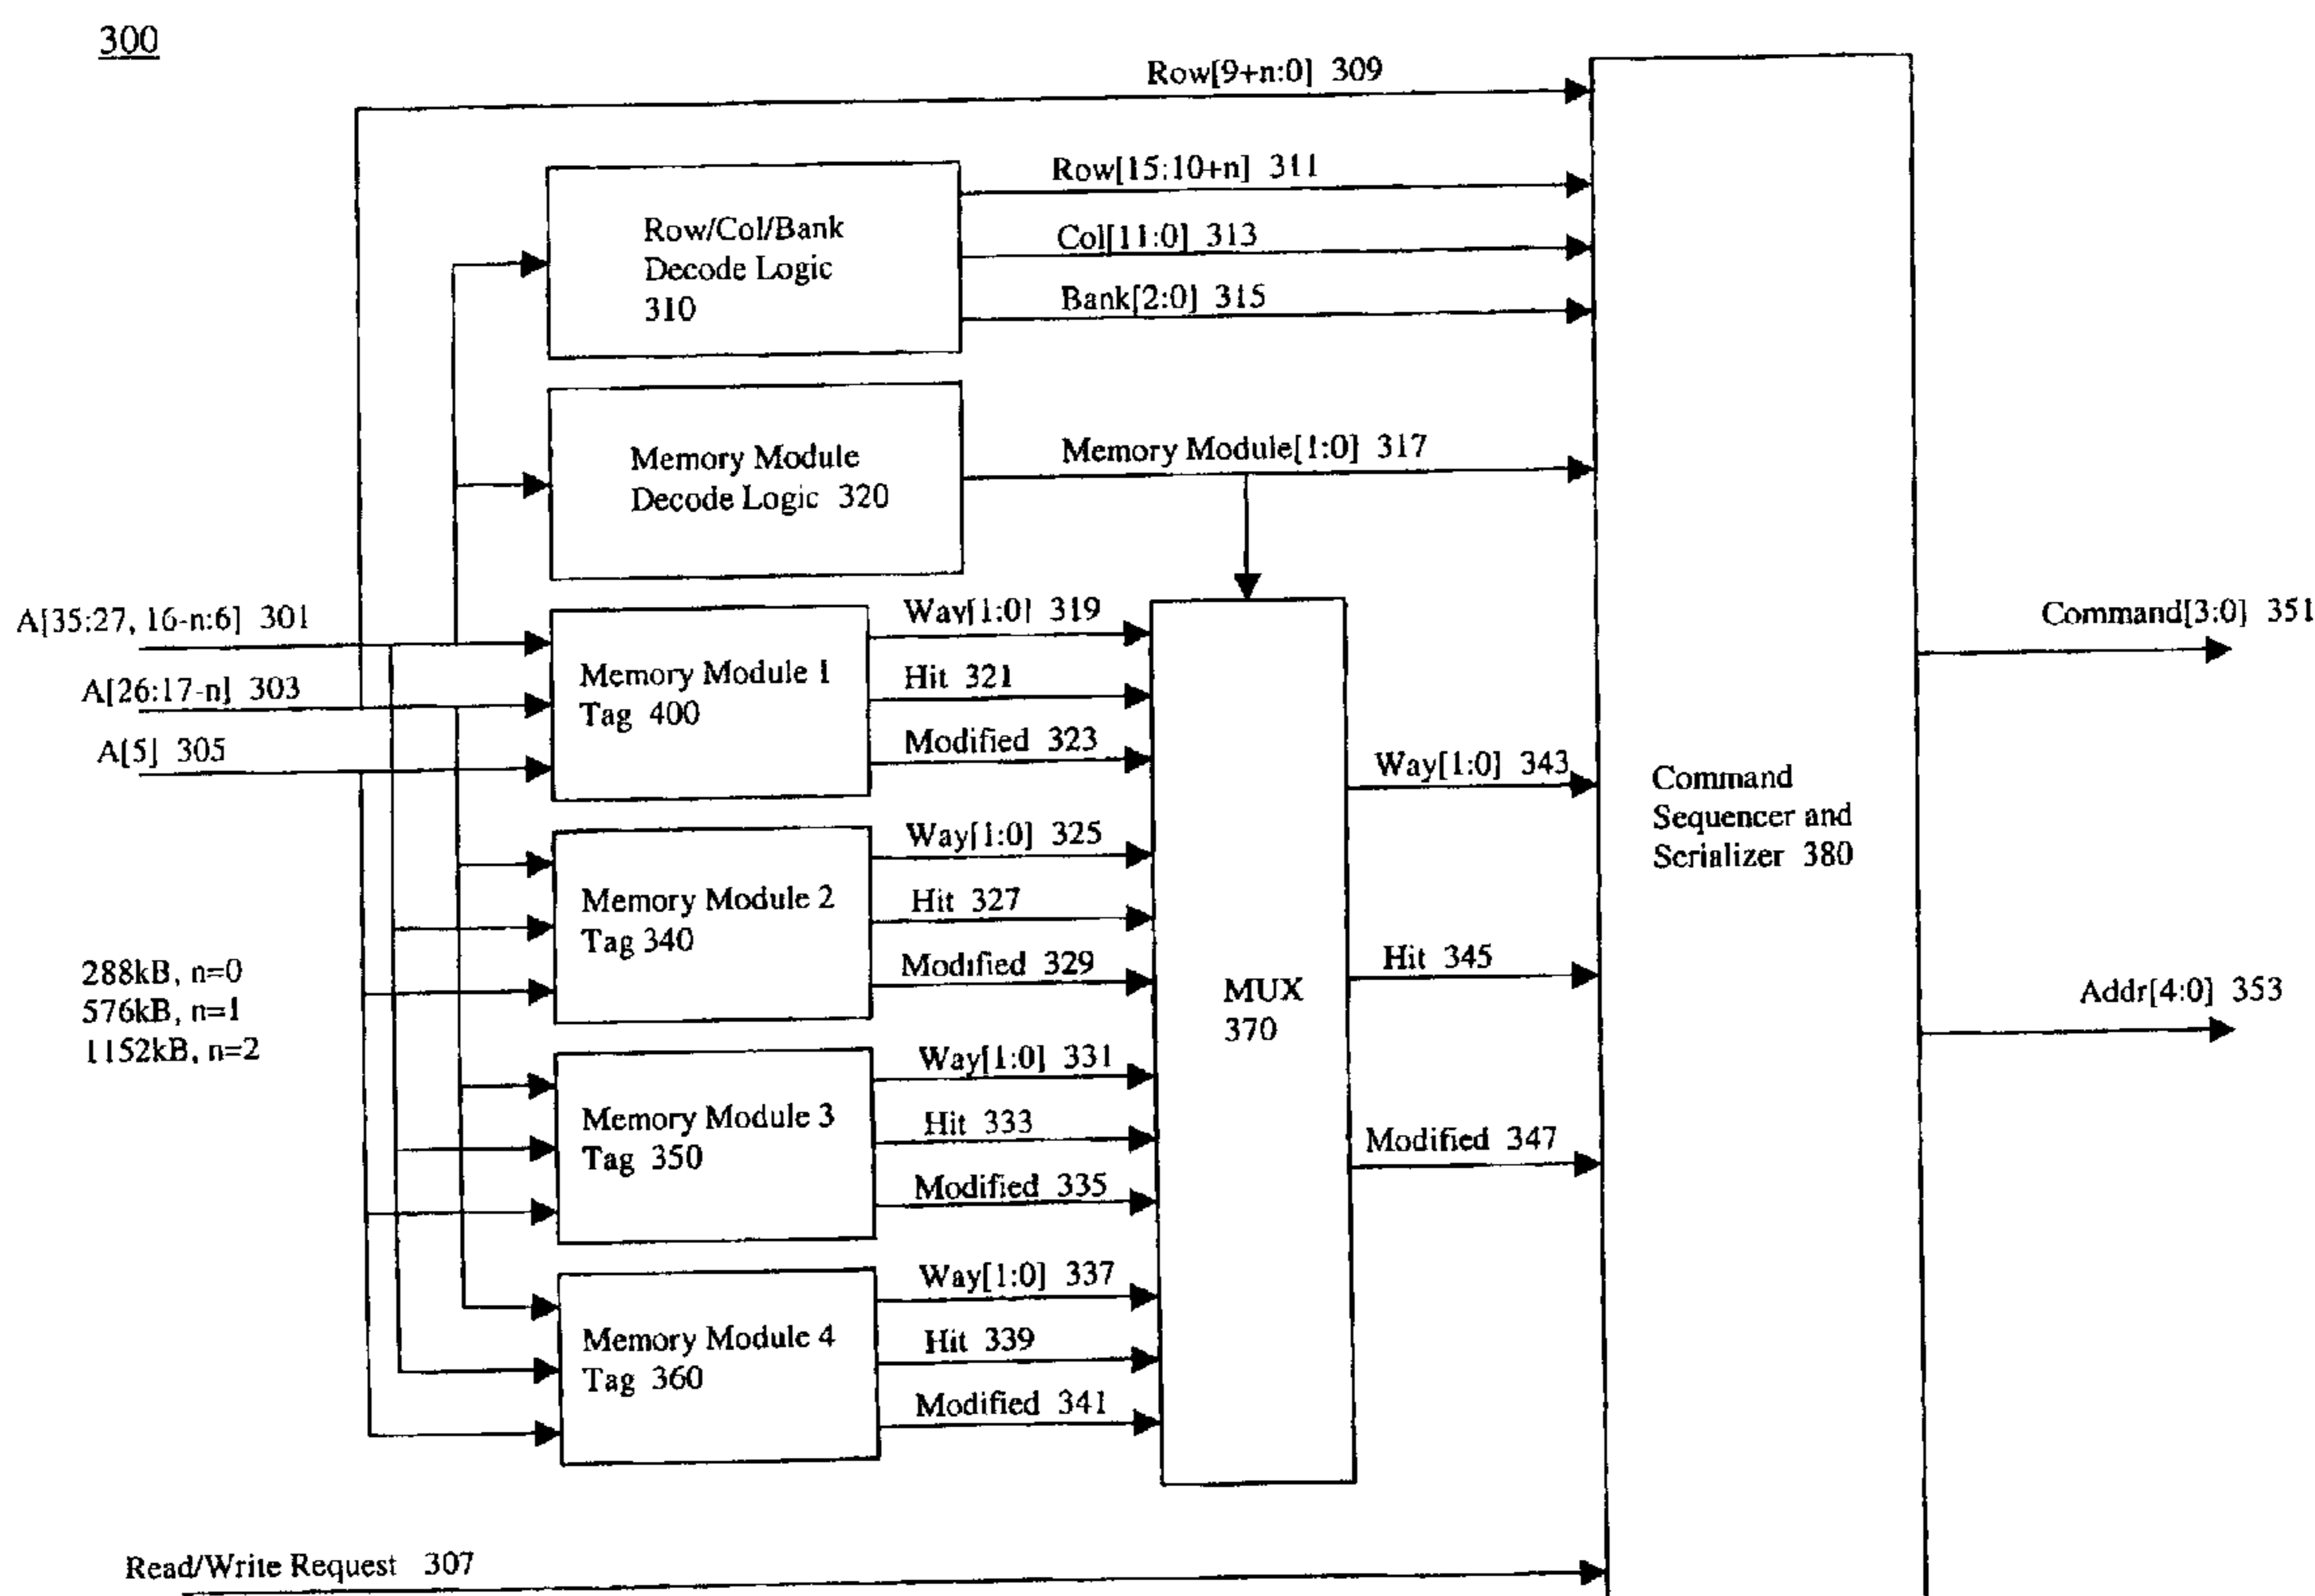 300
Row[9+n:0] 309
Row[15:10+n] 311
Col[11:0] 313
Bank[2:0] 315
Row/Col/Bank
Decode Logic
310
Memory Module
Decode Logic 320
Memory Module[1:0] 317
A[35:27, 16-n:6] 301
A[26:17-n] 303
A[5] 305
Memory Module 1
Tag 400
Way[1:0] 319
Hit 321
Modified 323
Memory Module 2
Tag 340
Way[1:0] 325
Hit 327
Modified 329
288kB, n=0
576kB, n=1
1152kB, n=2
Memory Module 3
Tag 350
Way[1:0] 331
Hit 333
Modified 335
Memory Module 4
Tag 360
Way[1:0] 337
Hit 339
Modified 341
MUX
370
Way[1:0] 343
Hit 345
Modified 347
Command
Sequencer and
Serializer 380
Command[3:0] 351
Addr[4:0] 353
Read/Write Request 307